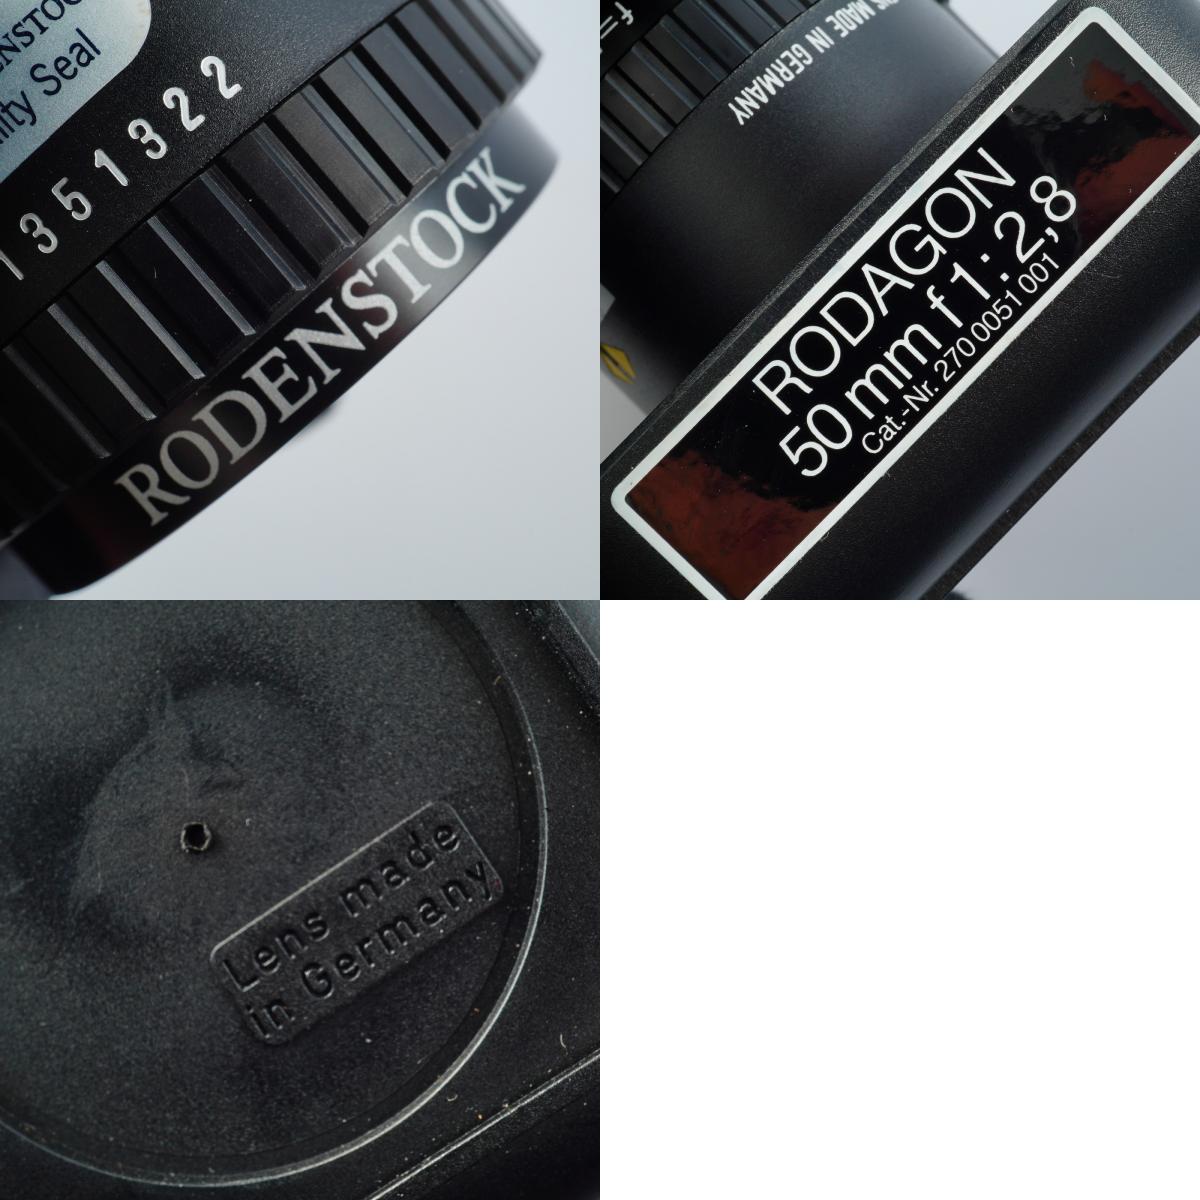 Seal
1351322
RODENSTOCK
MADE IN GERMANY
f=
RODAGON
50 mm f 1:2,8
Cat.-Nr. 270 0051 001
Lens made
in Germany